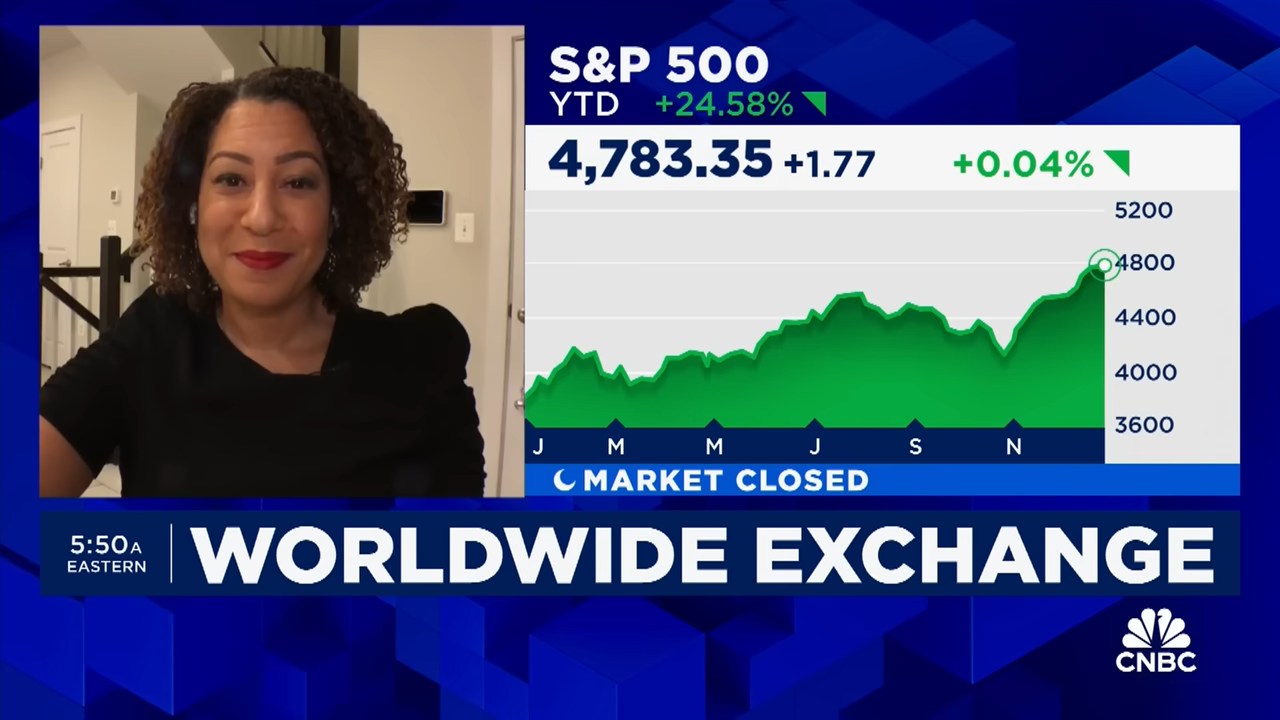 S&P 500
YTD +24.58%
4,783.35 +1.77 +0.04%
5200
4800
4400
4000
3600
J M M J S N
MARKET CLOSED
5:50A
EASTERN
WORLDWIDE EXCHANGE
CNBC